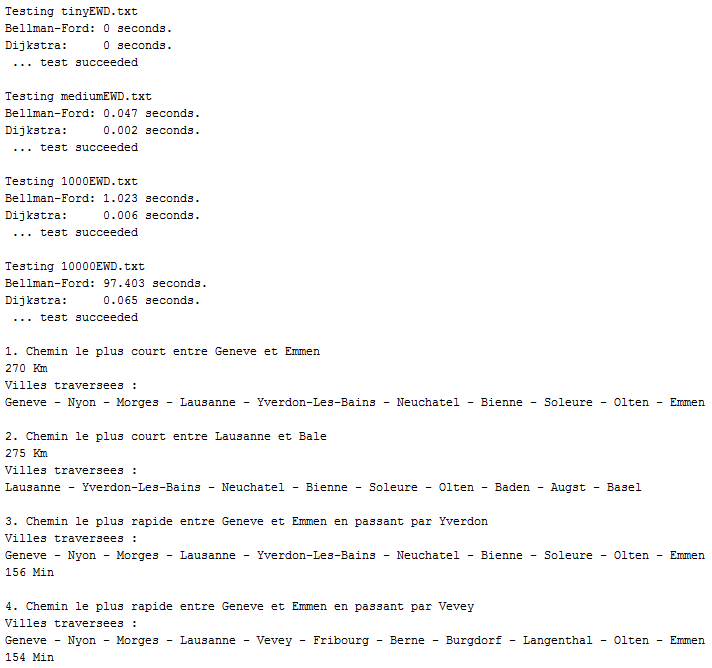 Testing tinyEWD.txt
Bellman-Ford: 0 seconds.
Dijkstra:     0 seconds.
 ... test succeeded

Testing mediumEWD.txt
Bellman-Ford: 0.047 seconds.
Dijkstra:     0.002 seconds.
 ... test succeeded

Testing 1000EWD.txt
Bellman-Ford: 1.023 seconds.
Dijkstra:     0.006 seconds.
 ... test succeeded

Testing 10000EWD.txt
Bellman-Ford: 97.403 seconds.
Dijkstra:     0.065 seconds.
 ... test succeeded

1. Chemin le plus court entre Geneve et Emmen
270 Km
Villes traversees :
Geneve - Nyon - Morges - Lausanne - Yverdon-Les-Bains - Neuchatel - Bienne - Soleure - Olten - Emmen

2. Chemin le plus court entre Lausanne et Bale
275 Km
Villes traversees :
Lausanne - Yverdon-Les-Bains - Neuchatel - Bienne - Soleure - Olten - Baden - Augst - Basel

3. Chemin le plus rapide entre Geneve et Emmen en passant par Yverdon
Villes traversees :
Geneve - Nyon - Morges - Lausanne - Yverdon-Les-Bains - Neuchatel - Bienne - Soleure - Olten - Emmen
156 Min

4. Chemin le plus rapide entre Geneve et Emmen en passant par Vevey
Villes traversees :
Geneve - Nyon - Morges - Lausanne - Vevey - Fribourg - Berne - Burgdorf - Langenthal - Olten - Emmen
154 Min